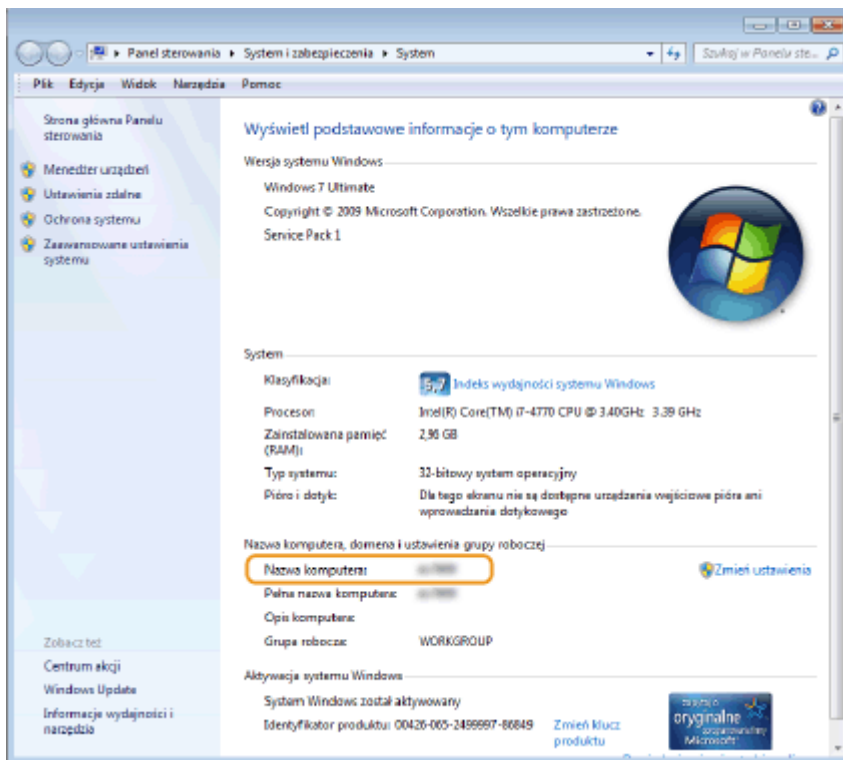 Panel sterowania ▸ System i zabezpieczenia ▸ System
Szukaj w Panelu ste...
Plik Edycja Widok Narzędzia Pomoc
Strona główna Panelu
sterowania
Menedżer urządzeń
Ustawienia zdalne
Ochrona systemu
Zaawansowane ustawienia
systemu
Wyświetl podstawowe informacje o tym komputerze
Wersja systemu Windows
Windows 7 Ultimate
Copyright © 2009 Microsoft Corporation. Wszelkie prawa zastrzeżone.
Service Pack 1
System
Klasyfikacja:
5,7 Indeks wydajności systemu Windows
Procesor:
Intel(R) Core(TM) i7-4770 CPU @ 3.40GHz 3.39 GHz
Zainstalowana pamięć
(RAM):
2,96 GB
Typ systemu:
32-bitowy system operacyjny
Pióro i dotyk:
Dla tego ekranu nie są dostępne urządzenia wejściowe pióra ani
wprowadzania dotykowego
Nazwa komputera, domena i ustawienia grupy roboczej
Nazwa komputera:
Zmień ustawienia
Pełna nazwa komputera:
Opis komputera:
Grupa robocza:
WORKGROUP
Aktywacja systemu Windows
System Windows został aktywowany
Identyfikator produktu: 00426-065-2499997-86849
Zmień klucz
produktu
oryginalne
oprogramowanie
Microsoft
Zobacz też
Centrum akcji
Windows Update
Informacje wydajności i
narzędzia